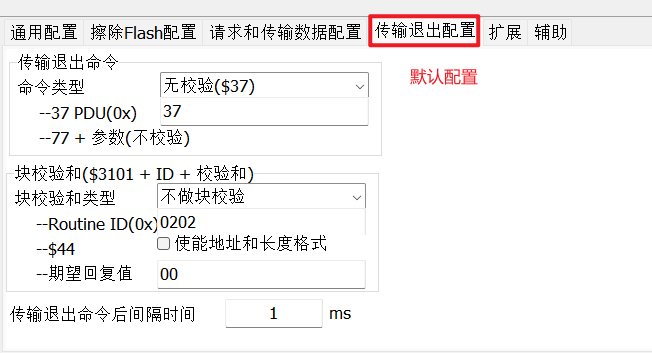 通用配置 擦除Flash配置 请求和传输数据配置 传输退出配置 扩展 辅助
默认配置
传输退出命令
命令类型 无校验($37)
--37 PDU(0x) 37
--77 + 参数(不校验)
块校验和($3101 + ID + 校验和)
块校验和类型 不做块校验
--Routine ID(0x) 0202
--$44 使能地址和长度格式
--期望回复值 00
传输退出命令后间隔时间 1 ms